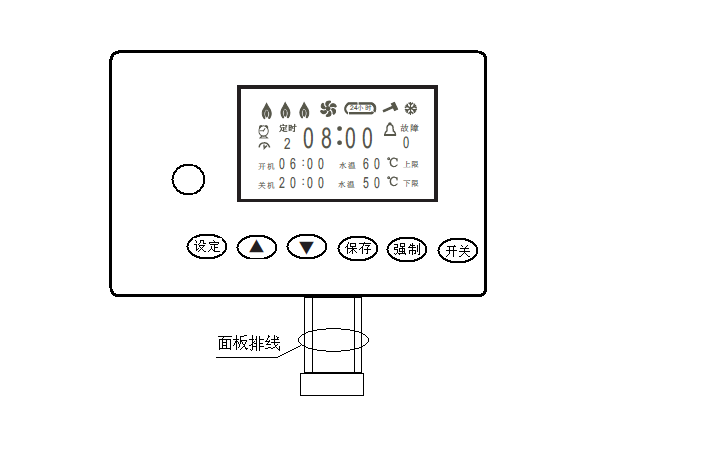 24小时
定时 08:00 故障
2 0
开机 06:00 水温 60 ℃ 上限
关机 20:00 水温 50 ℃ 下限
设定 ▲ ▼ 保存 强制 开关
面板排线